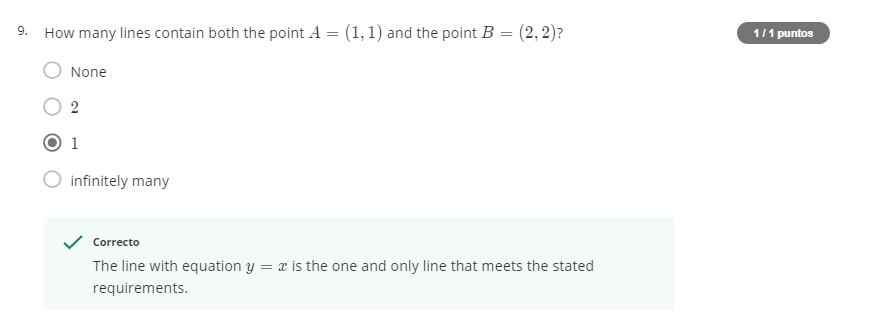 9. How many lines contain both the point A = (1, 1) and the point B = (2, 2)?
1 / 1 puntos
None
2
1
infinitely many
Correcto
The line with equation y = x is the one and only line that meets the stated
requirements.